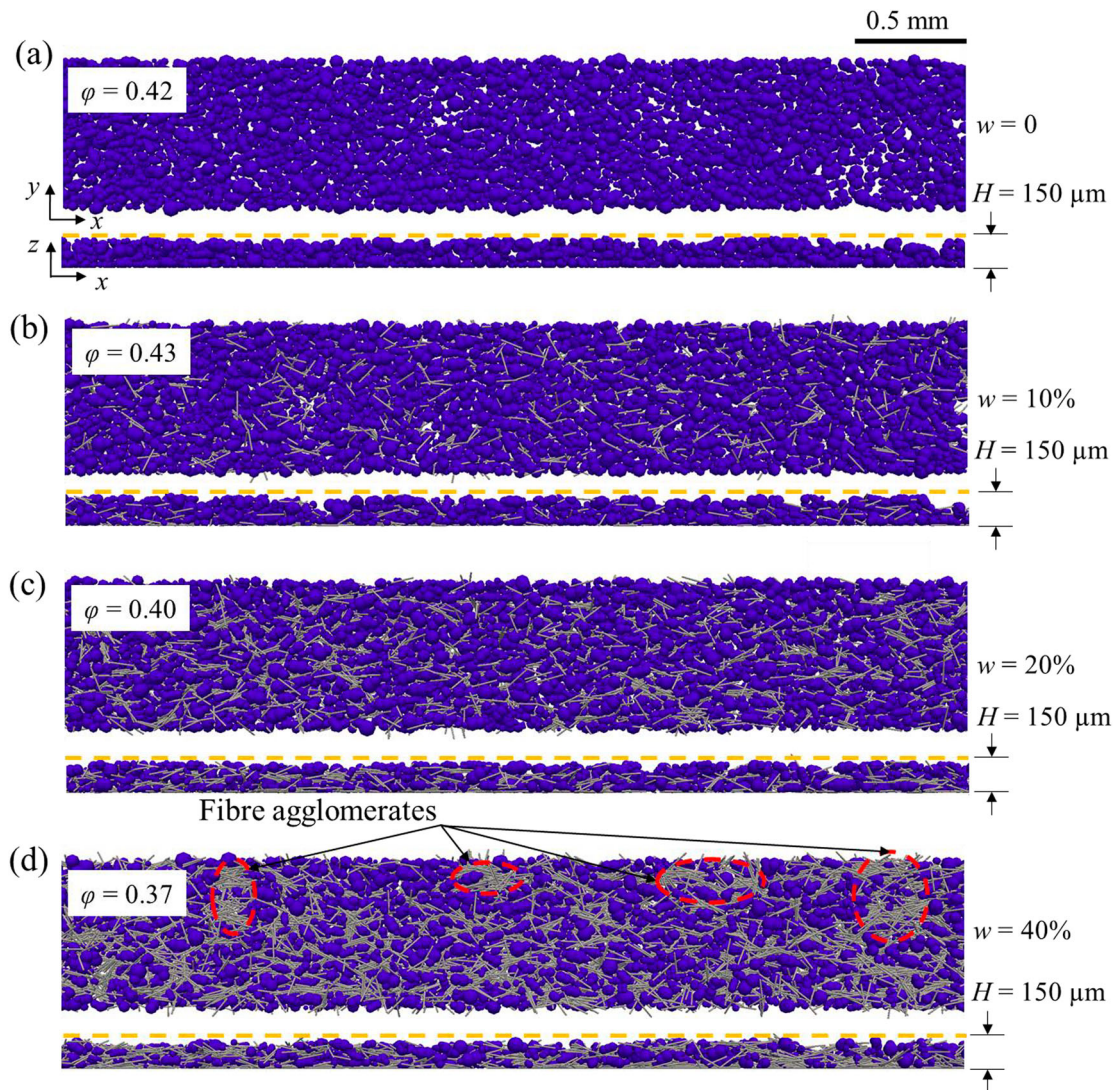 0.5 mm
(a)
φ = 0.42
w = 0
y
x
H = 150 μm
z
x
(b)
φ = 0.43
w = 10%
H = 150 μm
(c)
φ = 0.40
w = 20%
H = 150 μm
Fibre agglomerates
(d)
φ = 0.37
w = 40%
H = 150 μm